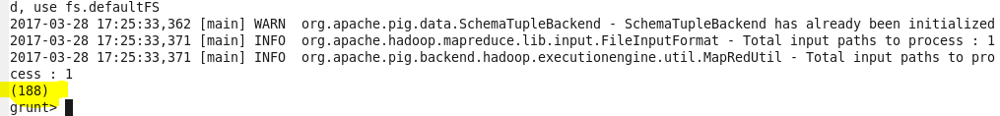 d, use fs.defaultFS
2017-03-28 17:25:33,362 [main] WARN  org.apache.pig.data.SchemaTupleBackend - SchemaTupleBackend has already been initialized
2017-03-28 17:25:33,371 [main] INFO  org.apache.hadoop.mapreduce.lib.input.FileInputFormat - Total input paths to process : 1
2017-03-28 17:25:33,371 [main] INFO  org.apache.pig.backend.hadoop.executionengine.util.MapRedUtil - Total input paths to pro
cess : 1
(188)
grunt>